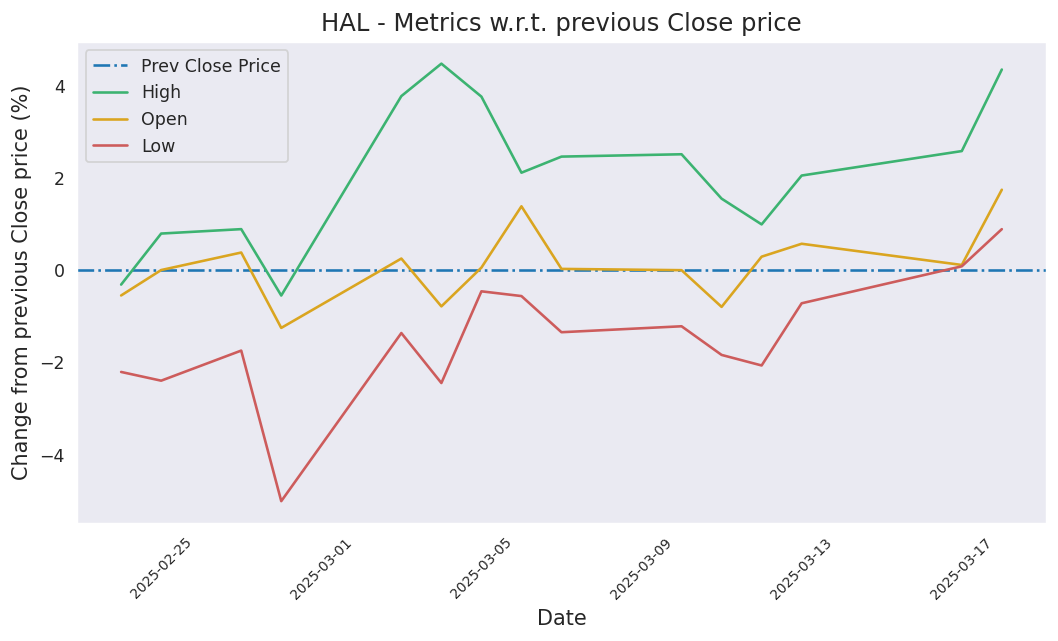 HAL - Metrics w.r.t. previous Close price
Prev Close Price
High
Open
Low
Change from previous Close price (%)
4
2
0
−2
−4
2025-02-25
2025-03-01
2025-03-05
2025-03-09
2025-03-13
2025-03-17
Date